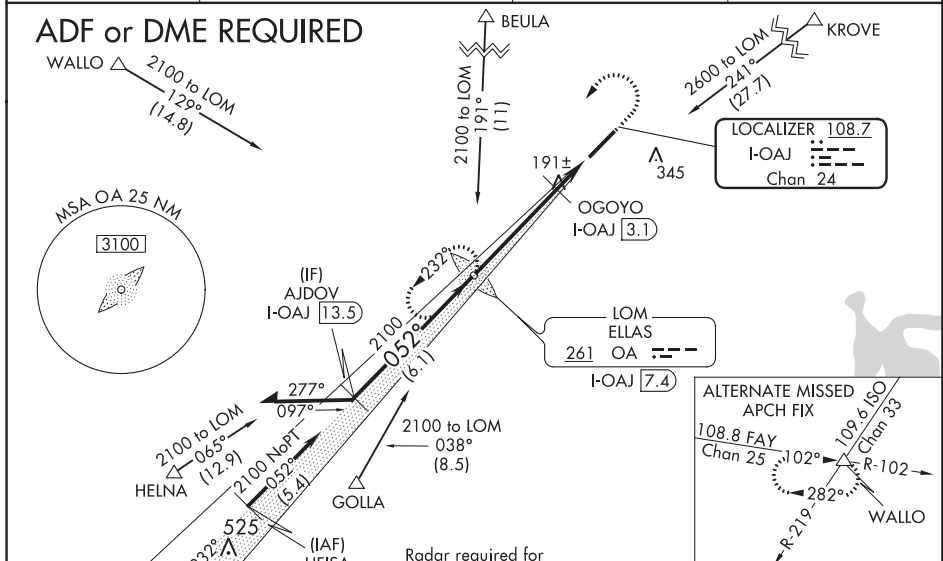 ADF or DME REQUIRED
BEULA
KROVE
WALLO
2100 to LOM
129°
(14.8)
2100 to LOM
191°
(11)
2600 to LOM
241°
(27.7)
LOCALIZER 108.7
I-OAJ
Chan 24
191±
345
MSA OA 25 NM
3100
OGOYO
I-OAJ 3.1
232°
(IF)
AJDOV
I-OAJ 13.5
2100
052°
(6.1)
LOM
ELLAS
261 OA
I-OAJ 7.4
277°
097°
2100 to LOM
065°
(12.9)
HELNA
2100 NoPT
052°
(5.4)
2100 to LOM
038°
(8.5)
GOLLA
ALTERNATE MISSED
APCH FIX
108.8 FAY
Chan 25
109.6 ISO
Chan 33
102°
R-102
282°
WALLO
R-219
525
(IAF)
Radar required for